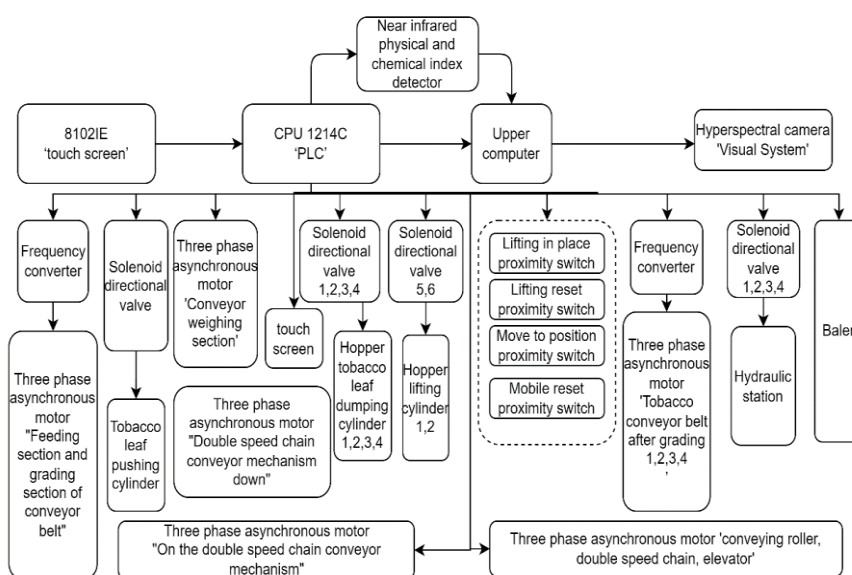 Near infrared
physical and
chemical index
detector
8102IE
‘touch screen’
CPU 1214C
‘PLC’
Upper
computer
Hyperspectral camera
'Visual System'
Frequency
converter
Solenoid
directional
valve
Three phase
asynchronous
motor
'Conveyor
weighing
section'
touch
screen
Solenoid
directional
valve
1,2,3,4
Solenoid
directional
valve
5,6
Lifting in place
proximity switch
Lifting reset
proximity switch
Move to position
proximity switch
Mobile reset
proximity switch
Frequency
converter
Solenoid
directional
valve
1,2,3,4
Baler
Three phase
asynchronous
motor
"Feeding
section and
grading
section of
conveyor
belt"
Tobacco
leaf
pushing
cylinder
Three phase
asynchronous motor
"Double speed chain
conveyor mechanism
down"
Hopper
tobacco
leaf
dumping
cylinder
1,2,3,4
Hopper
lifting
cylinder
1,2
Three phase
asynchronous
motor
'Tobacco
conveyor belt
after grading
1,2,3,4
'
Hydraulic
station
Three phase asynchronous motor
"On the double speed chain conveyor
mechanism"
Three phase asynchronous motor 'conveying roller,
double speed chain, elevator'